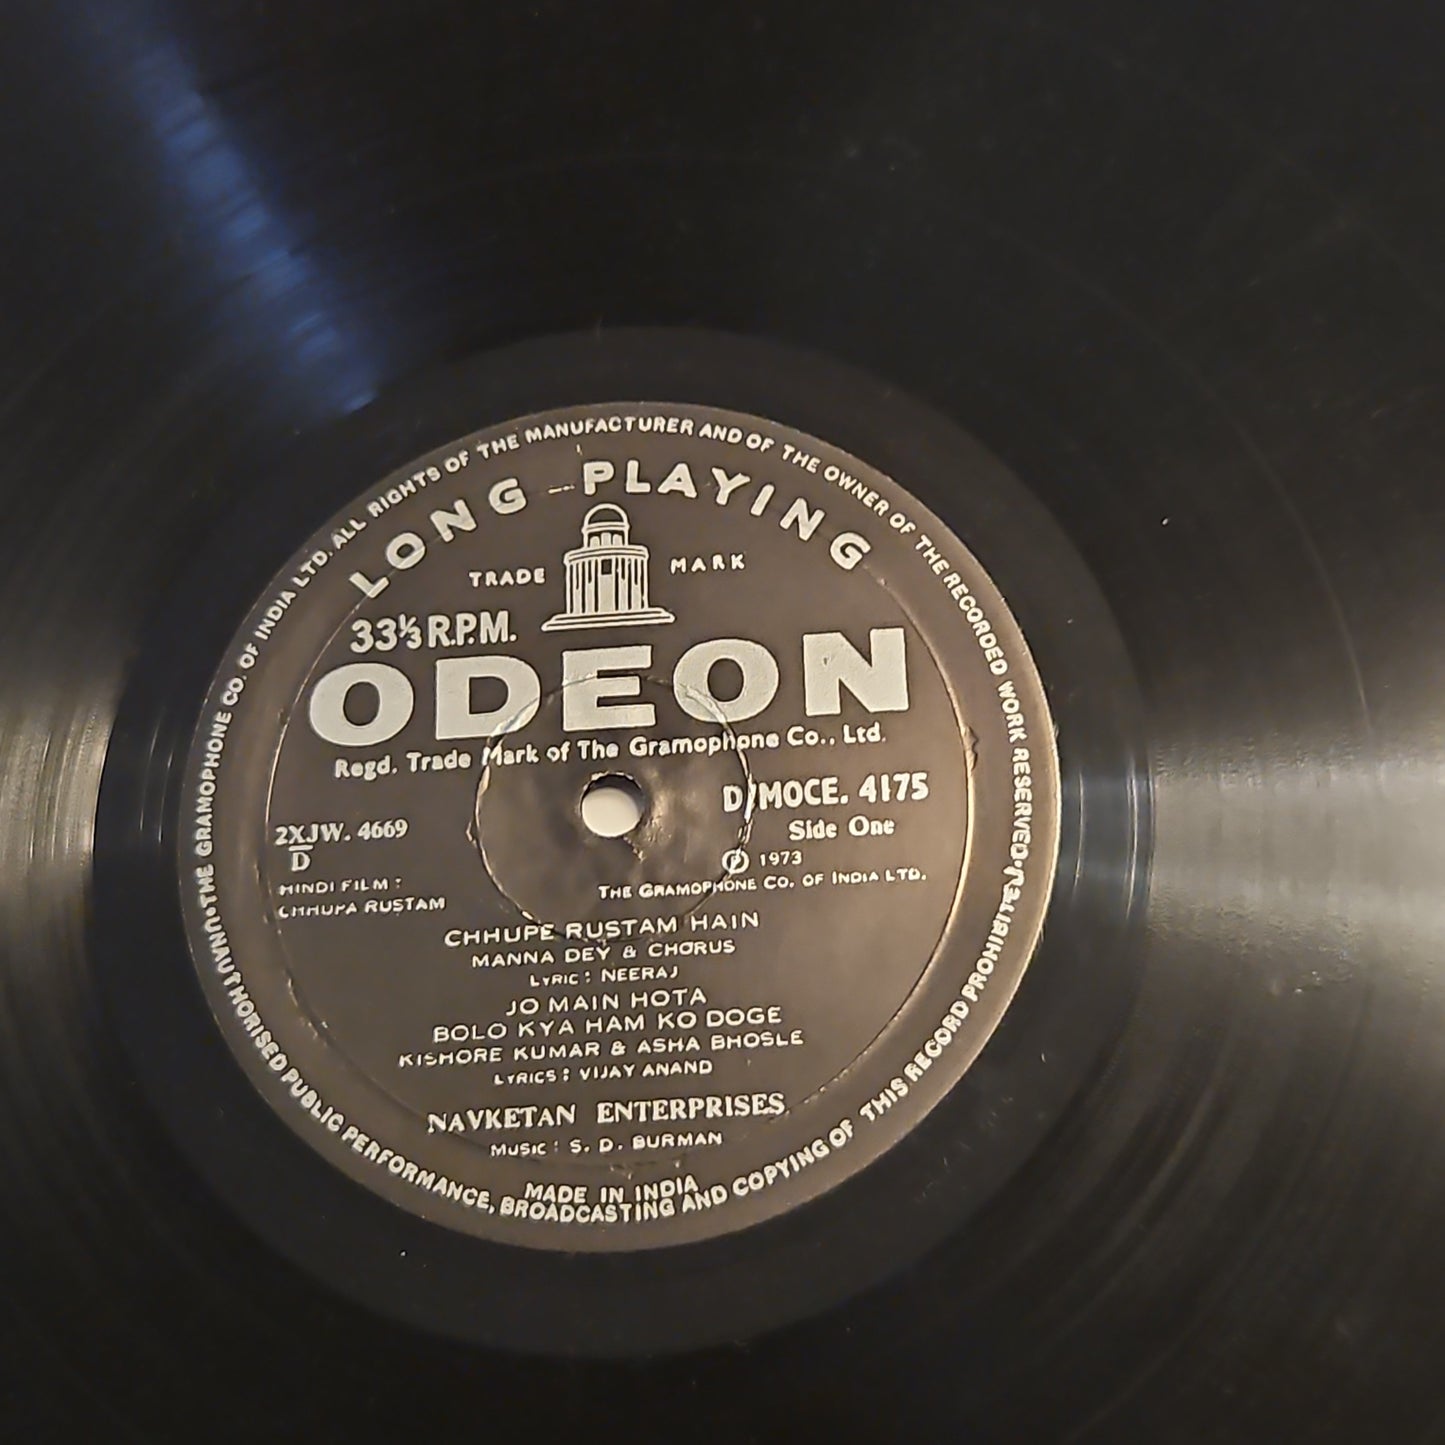 LONG - PLAYING
TRADE MARK
33⅓ R.P.M.
ODEON
Regd. Trade Mark of The Gramophone Co., Ltd.
D/MOCE. 4175
2XJW. 4669
D
Side One
Ⓟ 1973
THE GRAMOPHONE CO. OF INDIA LTD.
HINDI FILM :
CHHUPA RUSTAM
CHHUPE RUSTAM HAIN
MANNA DEY & CHORUS
LYRIC : NEERAJ
JO MAIN HOTA
BOLO KYA HAM KO DOGE
KISHORE KUMAR & ASHA BHOSLE
LYRICS : VIJAY ANAND
NAVKETAN ENTERPRISES
MUSIC : S. D. BURMAN
MADE IN INDIA
THE GRAMOPHONE CO. OF INDIA LTD. ALL RIGHTS OF THE MANUFACTURER AND OF THE OWNER OF THE RECORDED WORK RESERVED. UNAUTHORISED PUBLIC PERFORMANCE, BROADCASTING AND COPYING OF THIS RECORD PROHIBITED